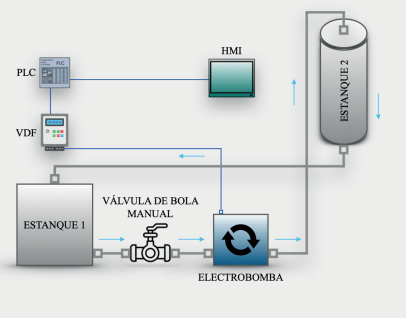 HMI
PLC
PLC
VDF
ESTANQUE 2
ESTANQUE 1
VÁLVULA DE BOLA
MANUAL
ELECTROBOMBA